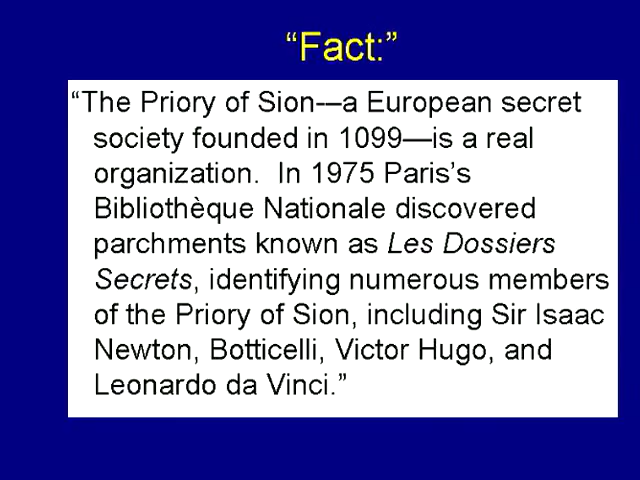 “Fact:”
“The Priory of Sion-–a European secret
society founded in 1099—is a real
organization.  In 1975 Paris’s
Bibliothèque Nationale discovered
parchments known as Les Dossiers
Secrets, identifying numerous members
of the Priory of Sion, including Sir Isaac
Newton, Botticelli, Victor Hugo, and
Leonardo da Vinci.”